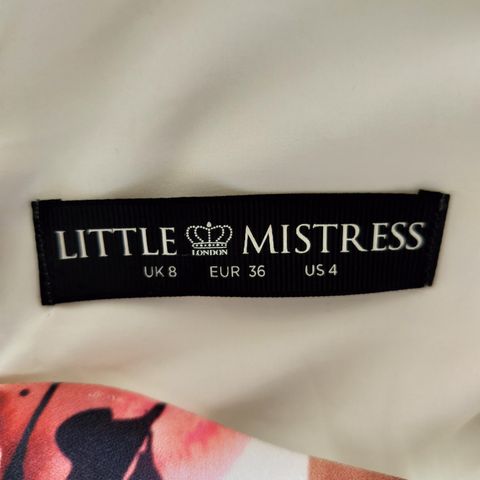 LITTLE LONDON MISTRESS
UK 8 EUR 36 US 4